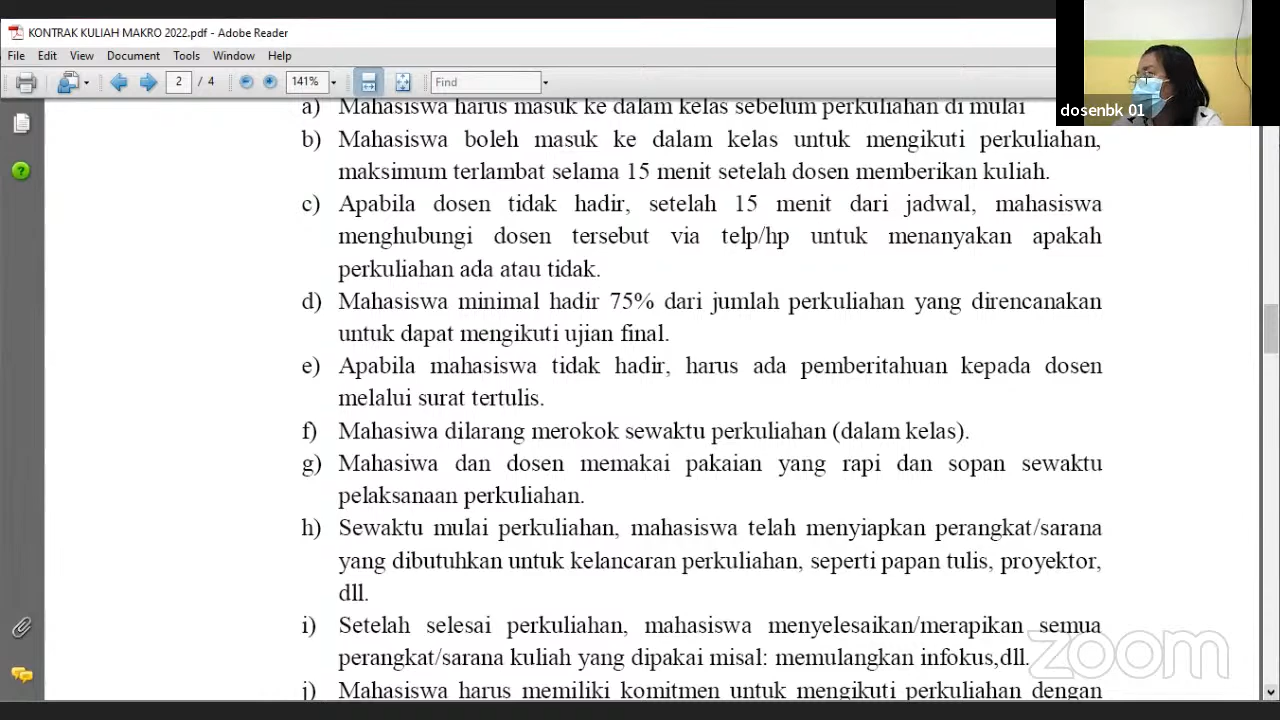 KONTRAK KULIAH MAKRO 2022.pdf - Adobe Reader
File Edit View Document Tools Window Help
2 / 4 141% Find
dosenbk 01
a) Mahasiswa harus masuk ke dalam kelas sebelum perkuliahan di mulai
b) Mahasiswa boleh masuk ke dalam kelas untuk mengikuti perkuliahan,
maksimum terlambat selama 15 menit setelah dosen memberikan kuliah.
c) Apabila dosen tidak hadir, setelah 15 menit dari jadwal, mahasiswa
menghubungi dosen tersebut via telp/hp untuk menanyakan apakah
perkuliahan ada atau tidak.
d) Mahasiswa minimal hadir 75% dari jumlah perkuliahan yang direncanakan
untuk dapat mengikuti ujian final.
e) Apabila mahasiswa tidak hadir, harus ada pemberitahuan kepada dosen
melalui surat tertulis.
f) Mahasiwa dilarang merokok sewaktu perkuliahan (dalam kelas).
g) Mahasiwa dan dosen memakai pakaian yang rapi dan sopan sewaktu
pelaksanaan perkuliahan.
h) Sewaktu mulai perkuliahan, mahasiswa telah menyiapkan perangkat/sarana
yang dibutuhkan untuk kelancaran perkuliahan, seperti papan tulis, proyektor,
dll.
i) Setelah selesai perkuliahan, mahasiswa menyelesaikan/merapikan semua
perangkat/sarana kuliah yang dipakai misal: memulangkan infokus,dll.
zoom
j) Mahasiswa harus memiliki komitmen untuk mengikuti perkuliahan dengan